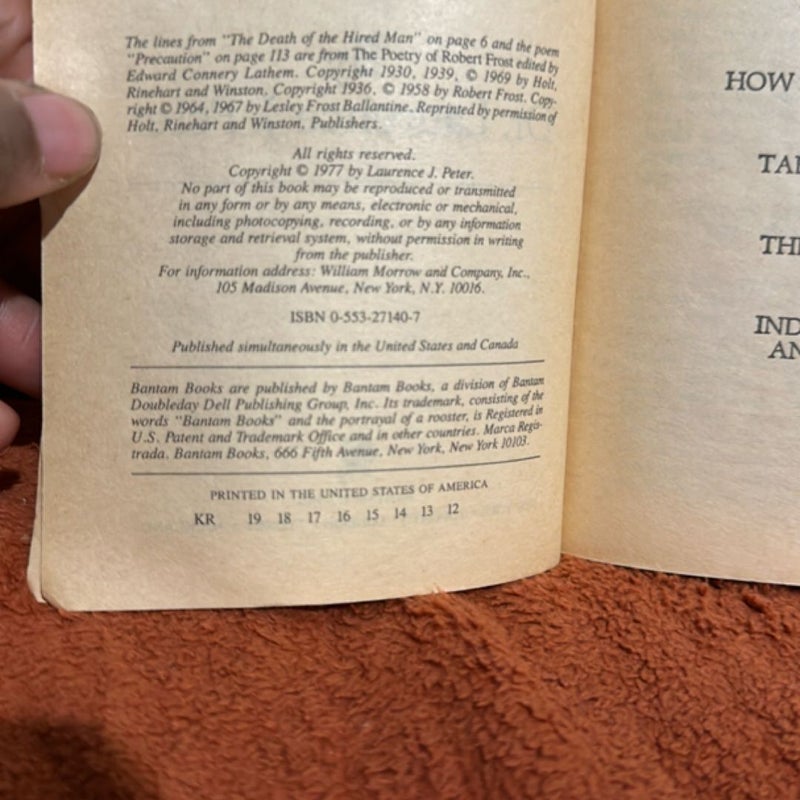 The lines from "The Death of the Hired Man" on page 6 and the poem
"Precaution" on page 113 are from The Poetry of Robert Frost edited by
Edward Connery Lathem. Copyright 1930, 1939, © 1969 by Holt,
Rinehart and Winston. Copyright 1936, © 1958 by Robert Frost. Copy-
right © 1964, 1967 by Lesley Frost Ballantine. Reprinted by permission of
Holt, Rinehart and Winston, Publishers.
All rights reserved.
Copyright © 1977 by Laurence J. Peter.
No part of this book may be reproduced or transmitted
in any form or by any means, electronic or mechanical,
including photocopying, recording, or by any information
storage and retrieval system, without permission in writing
from the publisher.
For information address: William Morrow and Company, Inc.,
105 Madison Avenue, New York, N.Y. 10016.
ISBN 0-553-27140-7
Published simultaneously in the United States and Canada
Bantam Books are published by Bantam Books, a division of Bantam
Doubleday Dell Publishing Group, Inc. Its trademark, consisting of the
words "Bantam Books" and the portrayal of a rooster, is Registered in
U.S. Patent and Trademark Office and in other countries. Marca Regis-
trada. Bantam Books, 666 Fifth Avenue, New York, New York 10103.
PRINTED IN THE UNITED STATES OF AMERICA
KR 19 18 17 16 15 14 13 12
HOW
TAI
THE
IND
AN